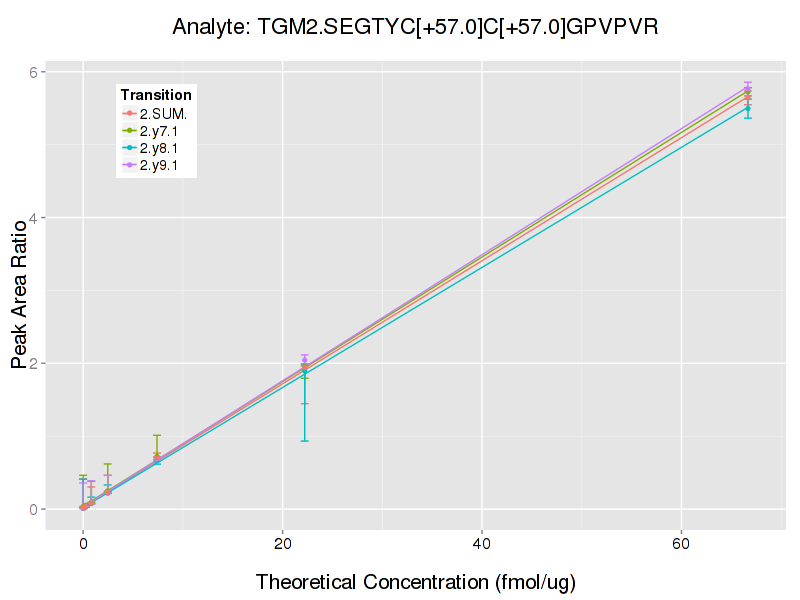 Analyte: TGM2.SEGTYC[+57.0]C[+57.0]GPVPVR
Transition
2.SUM.
2.y7.1
2.y8.1
2.y9.1
6
4
2
0
Peak Area Ratio
0 20 40 60
Theoretical Concentration (fmol/ug)